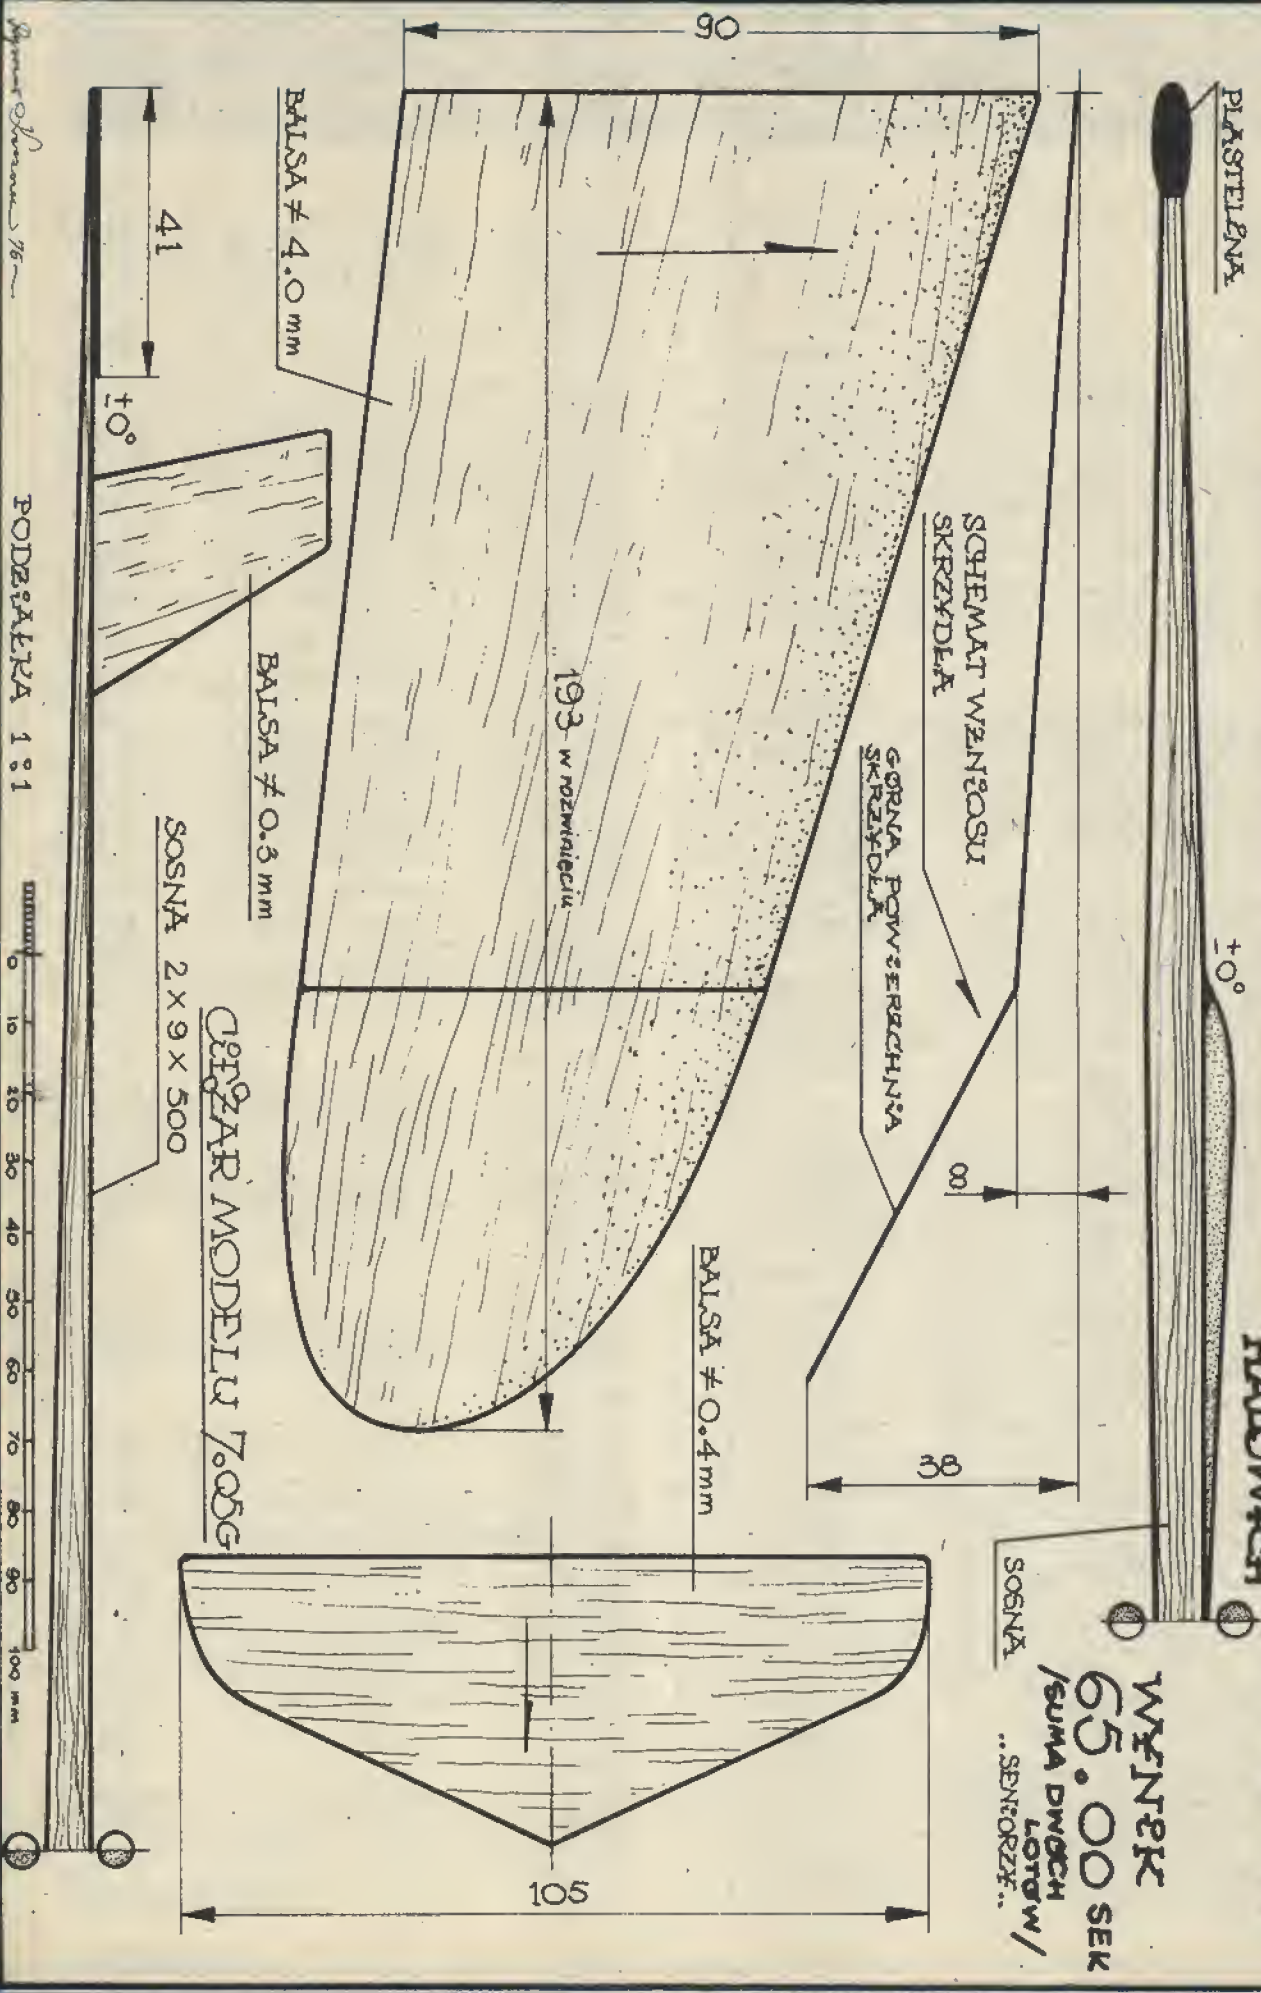 WYNIK
65.00 SEK
/SUMA DWÓCH
LOTÓW/
..SENIORZY..
PLASTELINA
±0°
SOSNA
SCHEMAT WZNIOSU
SKRZYDŁA
GÓRNA POWIERZCHNIA
SKRZYDŁA
8
38
90
193 w rozwinięciu
BALSA ≠ 4.0 mm
BALSA ≠ 0.4 mm
105
CIĘŻAR MODELU 7.05G
BALSA ≠ 0.3 mm
41
±0°
SOSNA 2 X 9 X 500
PODZIAŁKA 1:1
0 10 20 30 40 50 60 70 80 90 100 mm